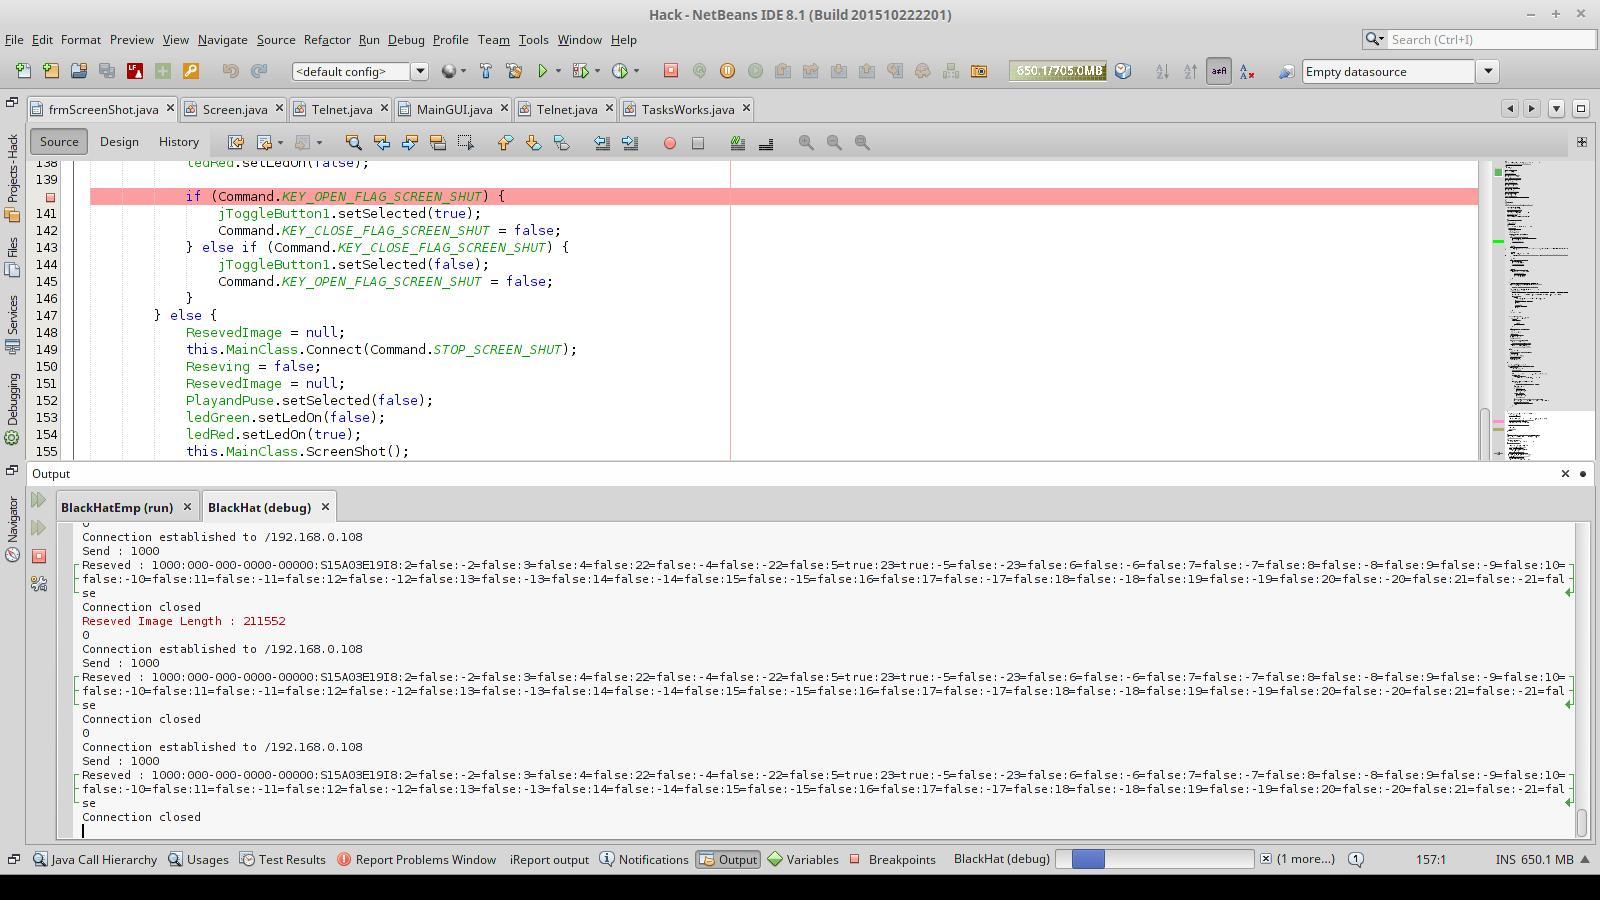 Hack - NetBeans IDE 8.1 (Build 201510222201)
File Edit Format Preview View Navigate Source Refactor Run Debug Profile Team Tools Window Help
Search (Ctrl+I)
<default config>
650.1/705.0MB
Empty datasource
frmScreenShot.java
Screen.java
Telnet.java
MainGUI.java
Telnet.java
TasksWorks.java
Source Design History
Projects - Hack
Files
Services
Debugging
Navigator
138 ledRed.setLedOn(false);
139
if (Command.KEY_OPEN_FLAG_SCREEN_SHUT) {
141 jToggleButton1.setSelected(true);
142 Command.KEY_CLOSE_FLAG_SCREEN_SHUT = false;
143 } else if (Command.KEY_CLOSE_FLAG_SCREEN_SHUT) {
144 jToggleButton1.setSelected(false);
145 Command.KEY_OPEN_FLAG_SCREEN_SHUT = false;
146 }
147 } else {
148 ResevedImage = null;
149 this.MainClass.Connect(Command.STOP_SCREEN_SHUT);
150 Reseving = false;
151 ResevedImage = null;
152 PlayandPuse.setSelected(false);
153 ledGreen.setLedOn(false);
154 ledRed.setLedOn(true);
155 this.MainClass.ScreenShot();
Output
BlackHatEmp (run)
BlackHat (debug)
0
Connection established to /192.168.0.108
Send : 1000
Reseved : 1000:000-000-0000-00000:S15A03E19I8:2=false:-2=false:3=false:4=false:22=false:-4=false:-22=false:5=true:23=true:-5=false:-23=false:6=false:-6=false:7=false:-7=false:8=false:-8=false:9=false:-9=false:10=
false:-10=false:11=false:-11=false:12=false:-12=false:13=false:-13=false:14=false:-14=false:15=false:-15=false:16=false:17=false:-17=false:18=false:-18=false:19=false:-19=false:20=false:-20=false:21=false:-21=fal
se
Connection closed
Reseved Image Length : 211552
0
Connection established to /192.168.0.108
Send : 1000
Reseved : 1000:000-000-0000-00000:S15A03E19I8:2=false:-2=false:3=false:4=false:22=false:-4=false:-22=false:5=true:23=true:-5=false:-23=false:6=false:-6=false:7=false:-7=false:8=false:-8=false:9=false:-9=false:10=
false:-10=false:11=false:-11=false:12=false:-12=false:13=false:-13=false:14=false:-14=false:15=false:-15=false:16=false:17=false:-17=false:18=false:-18=false:19=false:-19=false:20=false:-20=false:21=false:-21=fal
se
Connection closed
0
Connection established to /192.168.0.108
Send : 1000
Reseved : 1000:000-000-0000-00000:S15A03E19I8:2=false:-2=false:3=false:4=false:22=false:-4=false:-22=false:5=true:23=true:-5=false:-23=false:6=false:-6=false:7=false:-7=false:8=false:-8=false:9=false:-9=false:10=
false:-10=false:11=false:-11=false:12=false:-12=false:13=false:-13=false:14=false:-14=false:15=false:-15=false:16=false:17=false:-17=false:18=false:-18=false:19=false:-19=false:20=false:-20=false:21=false:-21=fal
se
Connection closed
Java Call Hierarchy Usages Test Results Report Problems Window iReport output Notifications Output Variables Breakpoints BlackHat (debug) (1 more...) 157:1 INS 650.1 MB